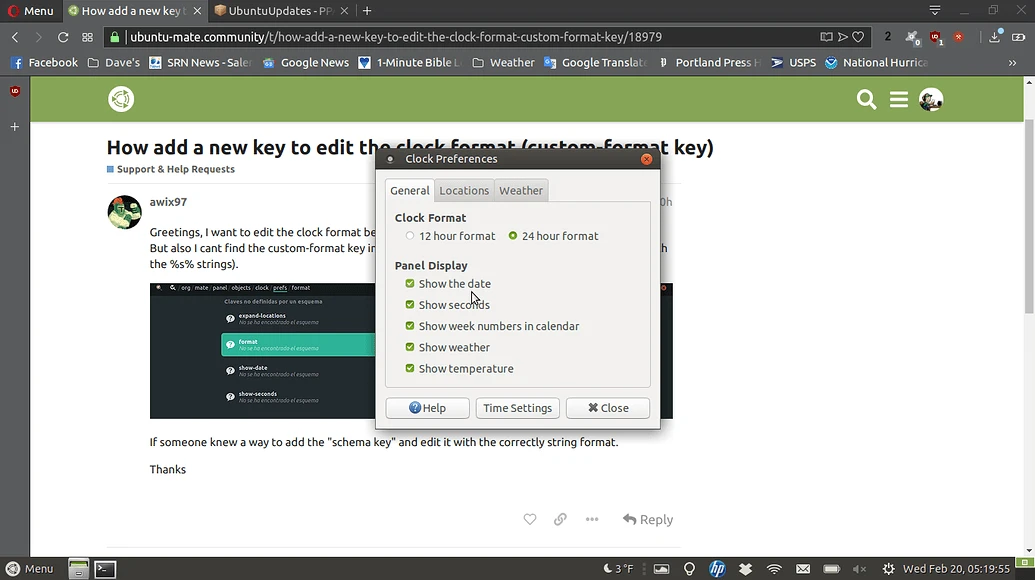 Menu
How add a new key t
UbuntuUpdates - PP
ubuntu-mate.community/t/how-add-a-new-key-to-edit-the-clock-format-custom-format-key/18979
2
0
1
Facebook
Dave's
SRN News - Saler
Google News
1-Minute Bible L
Weather
Google Translat
Portland Press H
USPS
National Hurrica
How add a new key to edit the clock format (custom-format key)
Support & Help Requests
awix97
0h
Greetings, I want to edit the clock format be
But also I cant find the custom-format key in
h
the %s% strings).
org / mate / panel / objects / clock / prefs / format
Claves no definidas por un esquema
expand-locations
No se ha encontrado el esquema
format
No se ha encontrado el esquema
show-date
No se ha encontrado el esquema
show-seconds
No se ha encontrado el esquema
If someone knew a way to add the "schema key" and edit it with the correctly string format.
Thanks
Reply
Clock Preferences
General
Locations
Weather
Clock Format
12 hour format
24 hour format
Panel Display
Show the date
Show seconds
Show week numbers in calendar
Show weather
Show temperature
Help
Time Settings
Close
Menu
3 °F
hp
Wed Feb 20, 05:19:55